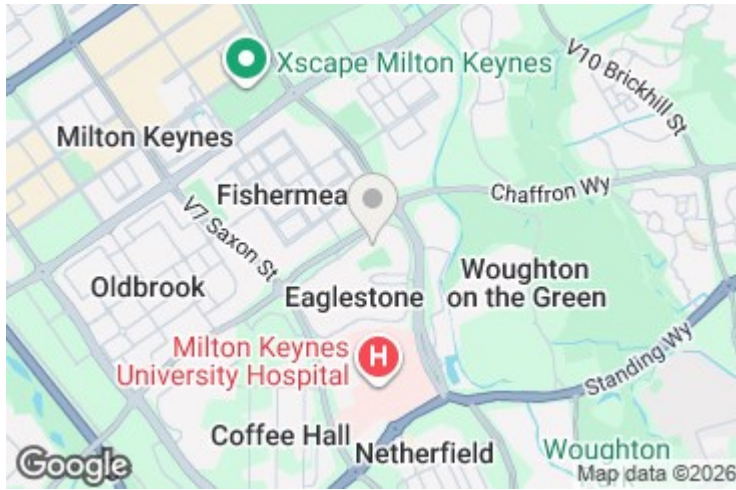 Xscape Milton Keynes
V10 Brickhill St
Milton Keynes
Fishermea
Chaffron Wy
V7 Saxon St
Oldbrook
Eaglestone
Woughton
on the Green
Milton Keynes
University Hospital
H
Standing Wy
Coffee Hall
Netherfield
Woughton
Google
Map data ©2026